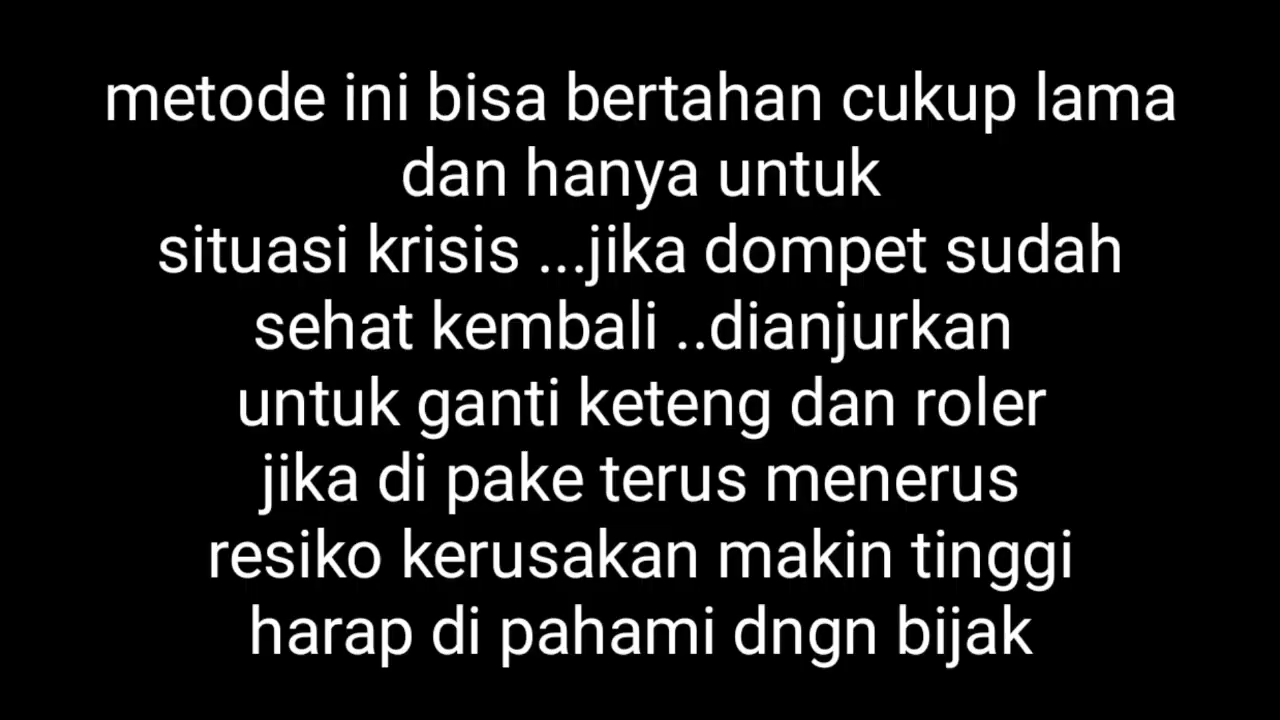 metode ini bisa bertahan cukup lama
dan hanya untuk
situasi krisis ...jika dompet sudah
sehat kembali ..dianjurkan
untuk ganti keteng dan roler
jika di pake terus menerus
resiko kerusakan makin tinggi
harap di pahami dngn bijak